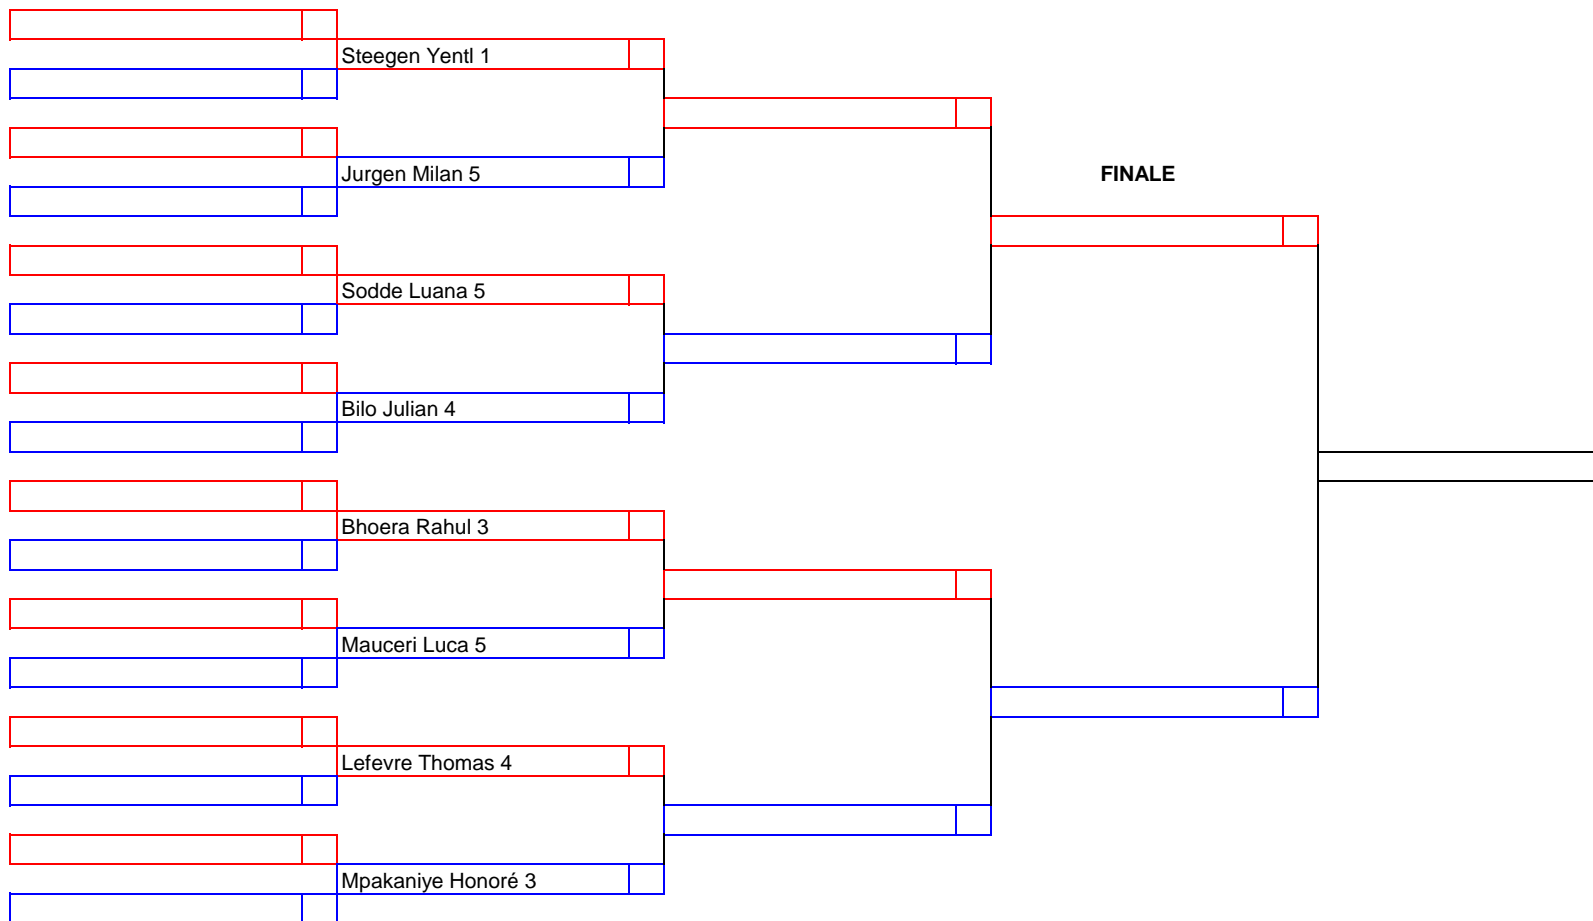 Steegen Yentl 1
Jurgen Milan 5
FINALE
Sodde Luana 5
Bilo Julian 4
Bhoera Rahul 3
Mauceri Luca 5
Lefevre Thomas 4
Mpakaniye Honoré 3